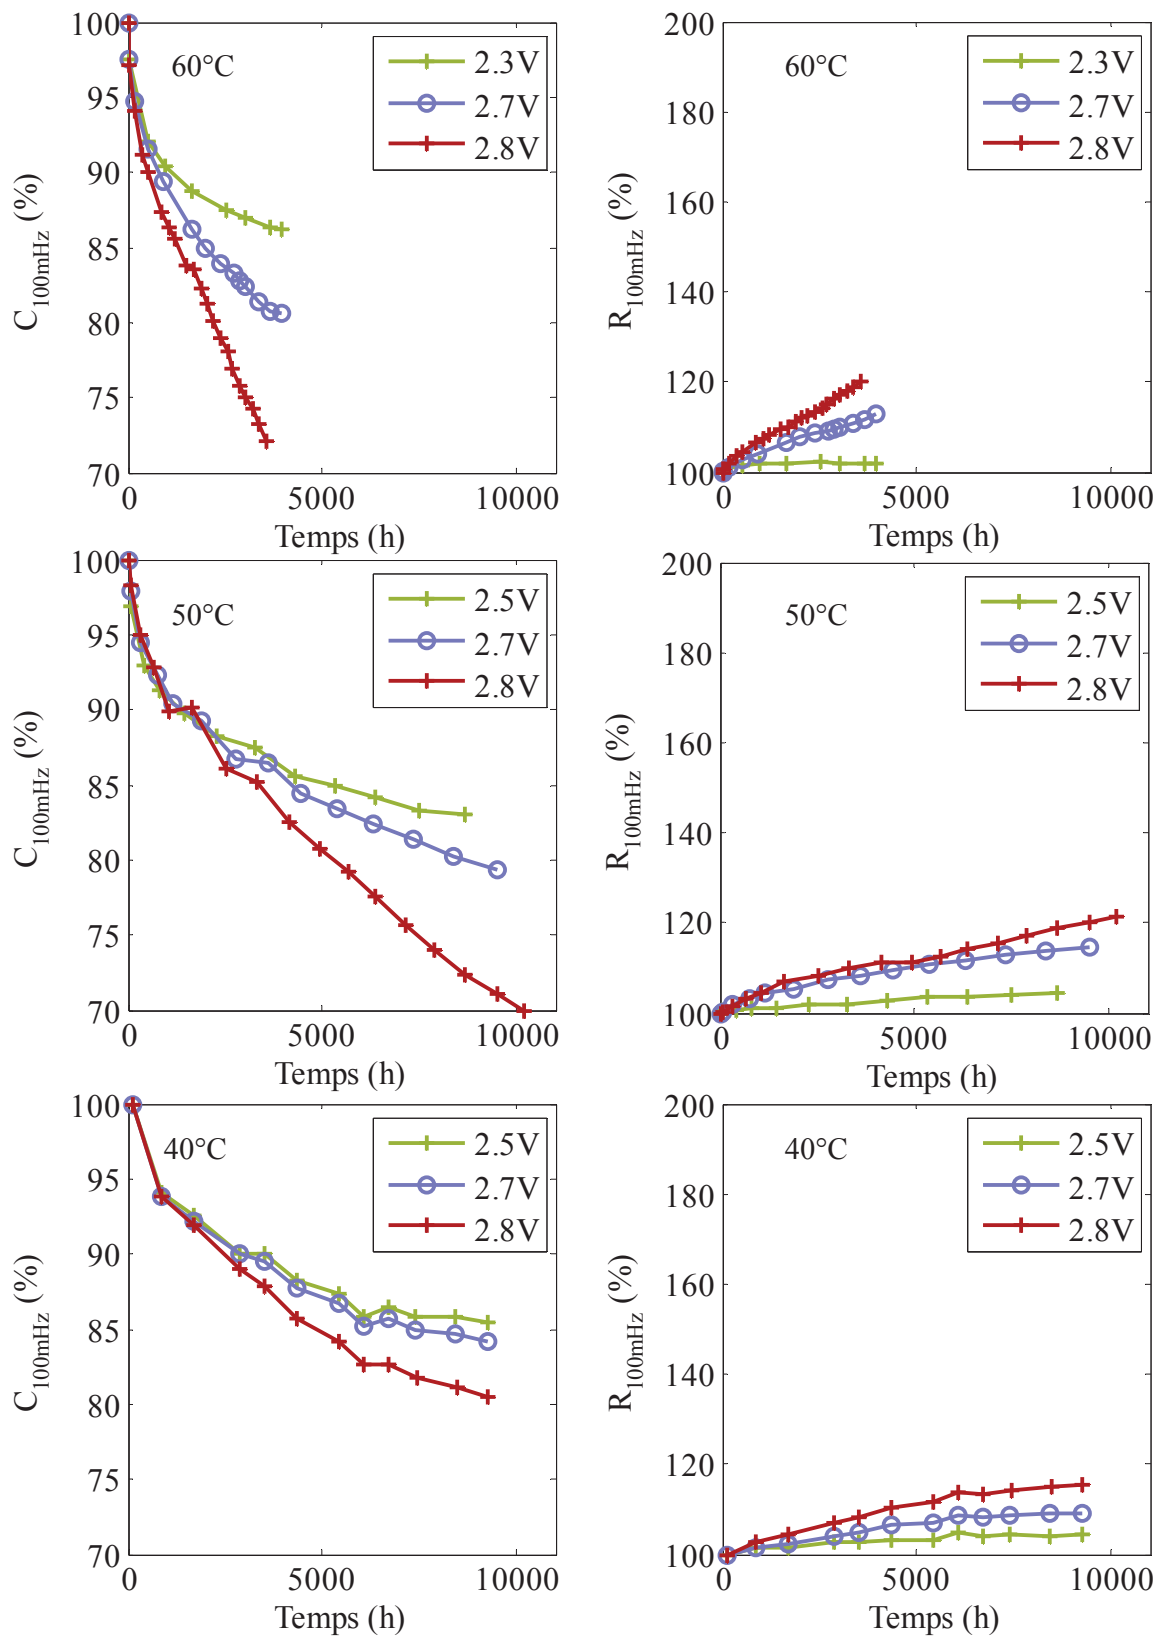 100
95
90
85
80
75
70
C100mHz (%)
60°C
2.3V
2.7V
2.8V
0
5000
10000
Temps (h)
200
180
160
140
120
100
R100mHz (%)
60°C
2.3V
2.7V
2.8V
0
5000
10000
Temps (h)
100
95
90
85
80
75
70
C100mHz (%)
50°C
2.5V
2.7V
2.8V
0
5000
10000
Temps (h)
200
180
160
140
120
100
R100mHz (%)
50°C
2.5V
2.7V
2.8V
0
5000
10000
Temps (h)
100
95
90
85
80
75
70
C100mHz (%)
40°C
2.5V
2.7V
2.8V
0
5000
10000
Temps (h)
200
180
160
140
120
100
R100mHz (%)
40°C
2.5V
2.7V
2.8V
0
5000
10000
Temps (h)